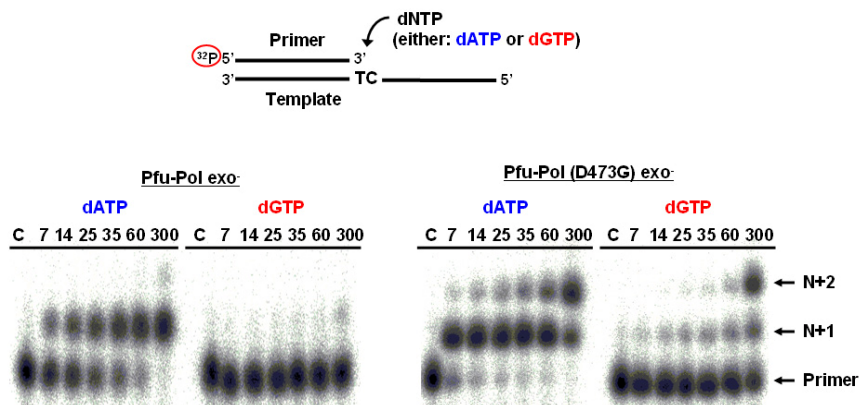 dNTP
(either: dATP or dGTP)
Primer
32P 5’ 3’
3’ TC 5’
Template
Pfu-Pol exo-
Pfu-Pol (D473G) exo-
dATP dGTP dATP dGTP
C 7 14 25 35 60 300 C 7 14 25 35 60 300 C 7 14 25 35 60 300 C 7 14 25 35 60 300
N+2
N+1
Primer